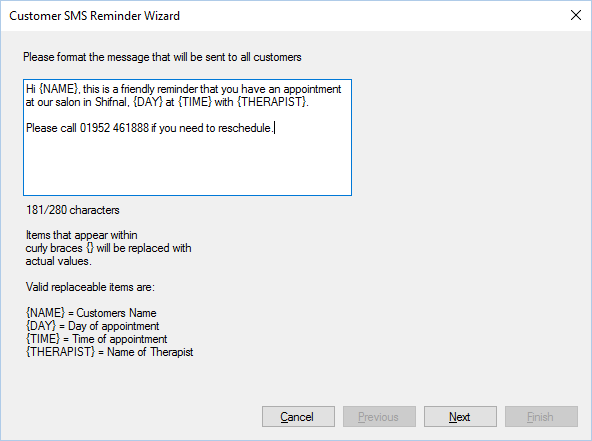 Customer SMS Reminder Wizard
Please format the message that will be sent to all customers
Hi {NAME}, this is a friendly reminder that you have an appointment
at our salon in Shifnal, {DAY} at {TIME} with {THERAPIST}.
Please call 01952 461888 if you need to reschedule.
181/280 characters
Items that appear within
curly braces {} will be replaced with
actual values.
Valid replaceable items are:
{NAME} = Customers Name
{DAY} = Day of appointment
{TIME} = Time of appointment
{THERAPIST} = Name of Therapist
Cancel Previous Next Finish